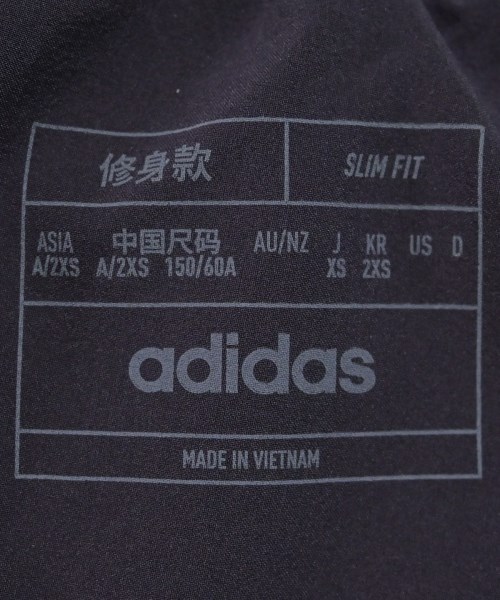 修身款 SLIM FIT
ASIA 中国尺码 AU/NZ J KR US D
A/2XS A/2XS 150/60A XS 2XS
adidas
MADE IN VIETNAM